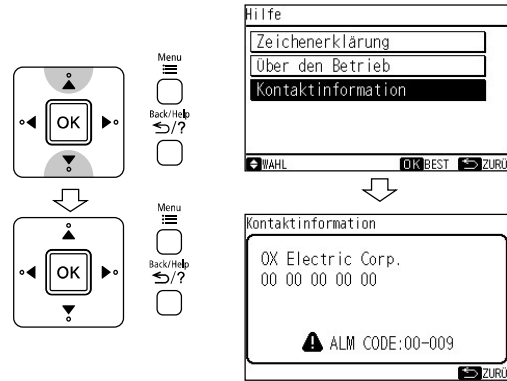 Hilfe
Zeichenerklärung
Über den Betrieb
Kontaktinformation
WAHL OK BEST ZURÜ
Menu
Back/Help
/?
OK
Kontaktinformation
OX Electric Corp.
00 00 00 00 00
ALM CODE:00-009
ZURÜ
Menu
Back/Help
/?
OK